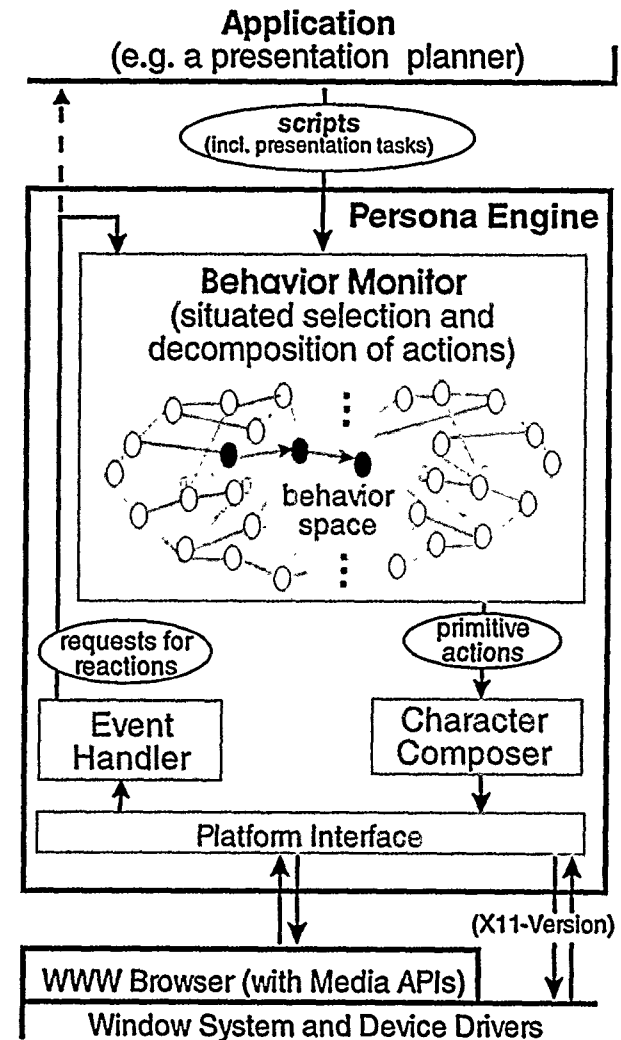 Application
(e.g. a presentation planner)
scripts
(incl. presentation tasks)
Persona Engine
Behavior Monitor
(situated selection and
decomposition of actions)
behavior
space
requests for
reactions
primitive
actions
Event
Handler
Character
Composer
Platform Interface
(X11-Version)
WWW Browser (with Media APIs)
Window System and Device Drivers